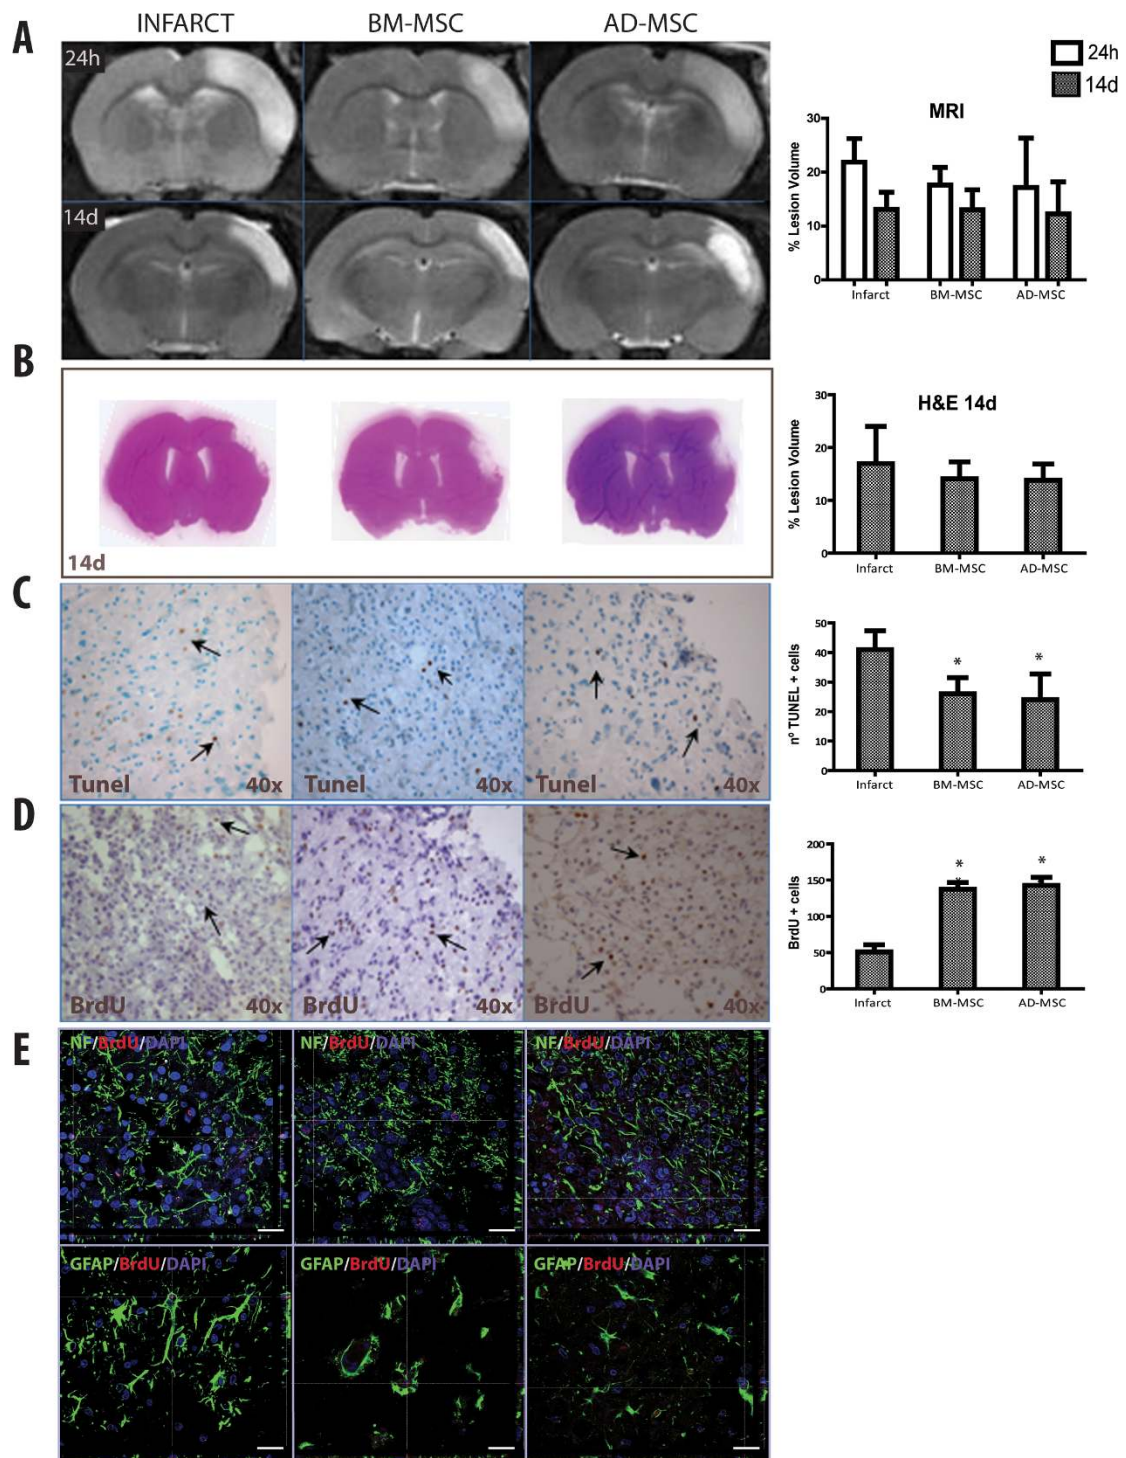 INFARCT BM-MSC AD-MSC
A
24h
14d
24h
14d
MRI
% Lesion Volume
30
20
10
0
Infarct BM-MSC AD-MSC
B
14d
H&E 14d
% Lesion Volume
30
20
10
0
Infarct BM-MSC AD-MSC
C
Tunel 40x
Tunel 40x
Tunel 40x
nº TUNEL + cells
50
40
30
20
10
0
* *
Infarct BM-MSC AD-MSC
D
BrdU 40x
BrdU 40x
BrdU 40x
BrdU + cells
200
150
100
50
0
* *
*
Infarct BM-MSC AD-MSC
E
NF/BrdU/DAPI
NF/BrdU/DAPI
NF/BrdU/DAPI
GFAP/BrdU/DAPI
GFAP/BrdU/DAPI
GFAP/BrdU/DAPI